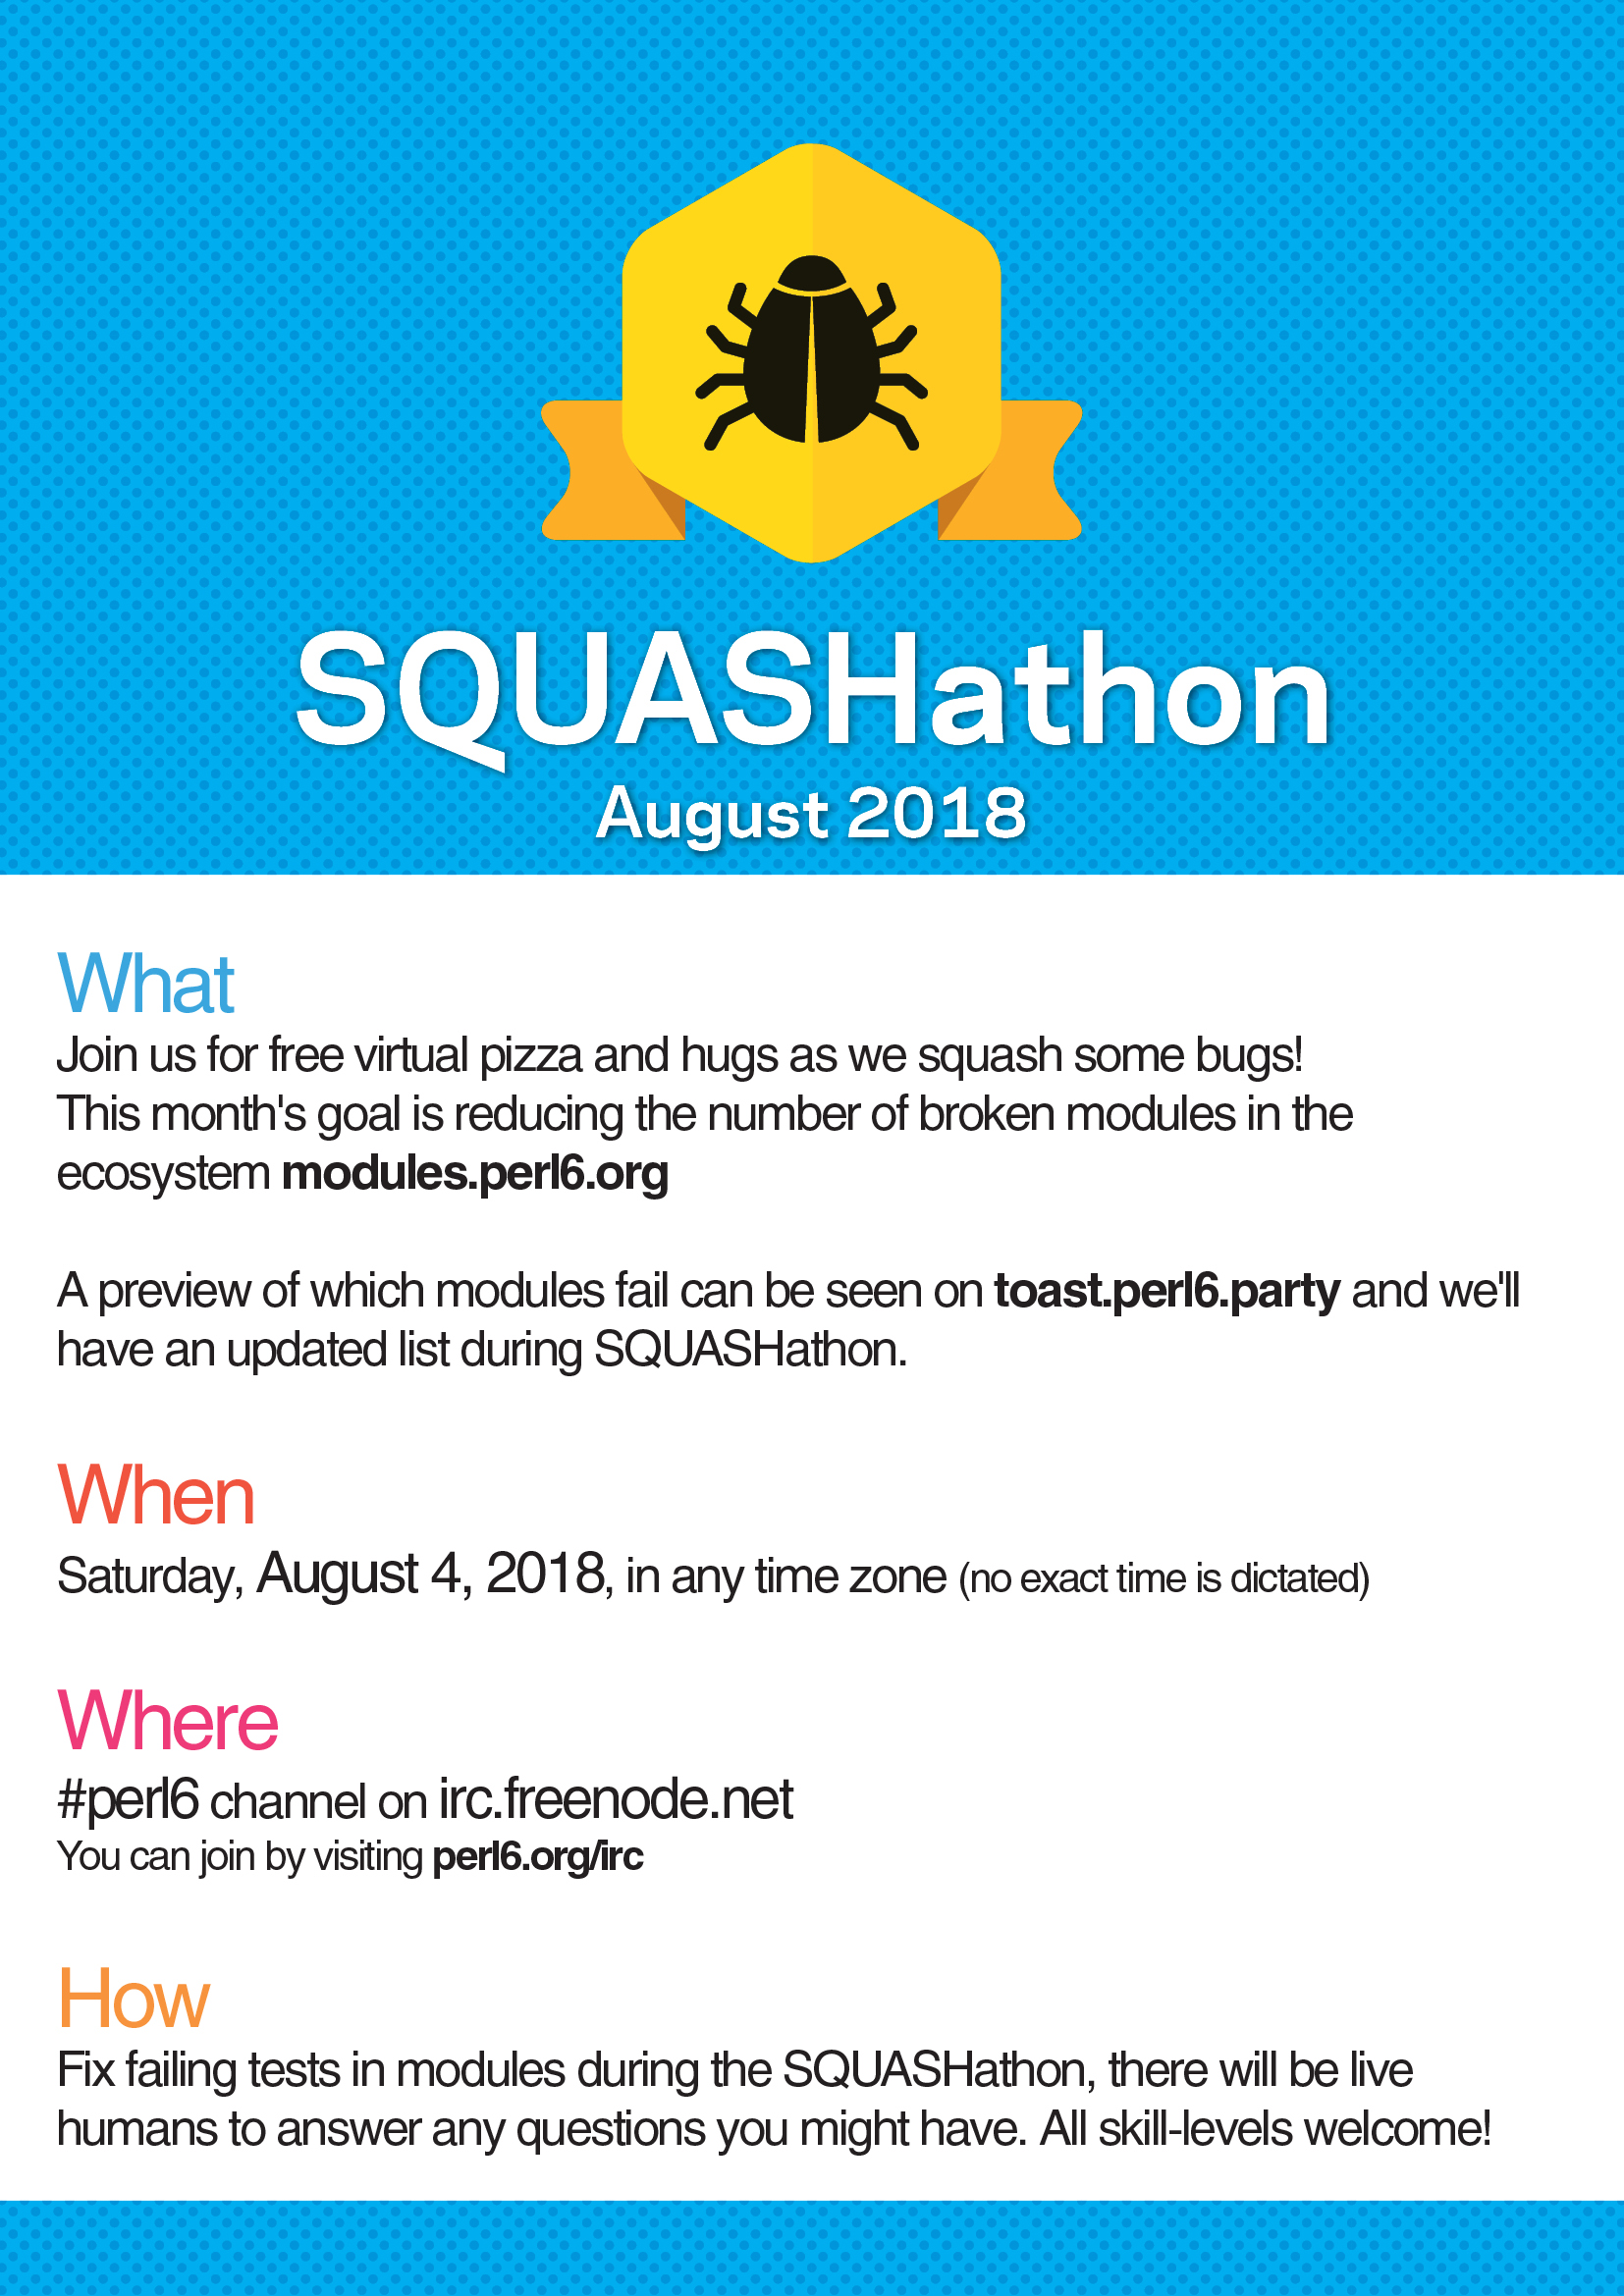 SQUASHathon
August 2018
What
Join us for free virtual pizza and hugs as we squash some bugs!
This month's goal is reducing the number of broken modules in the
ecosystem modules.perl6.org
A preview of which modules fail can be seen on toast.perl6.party and we'll
have an updated list during SQUASHathon.
When
Saturday, August 4, 2018, in any time zone (no exact time is dictated)
Where
#perl6 channel on irc.freenode.net
You can join by visiting perl6.org/irc
How
Fix failing tests in modules during the SQUASHathon, there will be live
humans to answer any questions you might have. All skill-levels welcome!